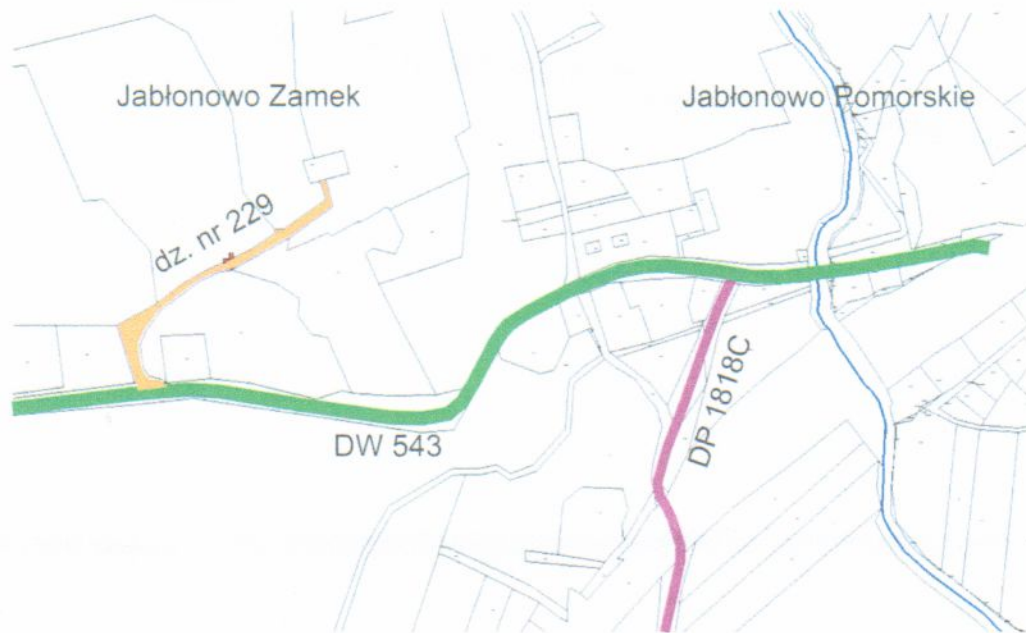 Jabłonowo Zamek
Jabłonowo Pomorskie
dz. nr 229
DW 543
DP 1818C